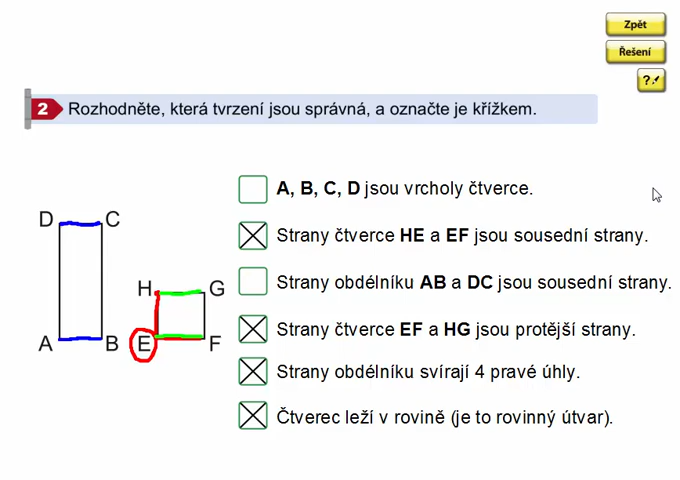 Zpět
Řešení
?
2 Rozhodněte, která tvrzení jsou správná, a označte je křížkem.
A, B, C, D jsou vrcholy čtverce.
D C
Strany čtverce HE a EF jsou sousední strany.
Strany obdélníku AB a DC jsou sousední strany.
H G
Strany čtverce EF a HG jsou protější strany.
A B E F
Strany obdélníku svírají 4 pravé úhly.
Čtverec leží v rovině (je to rovinný útvar).